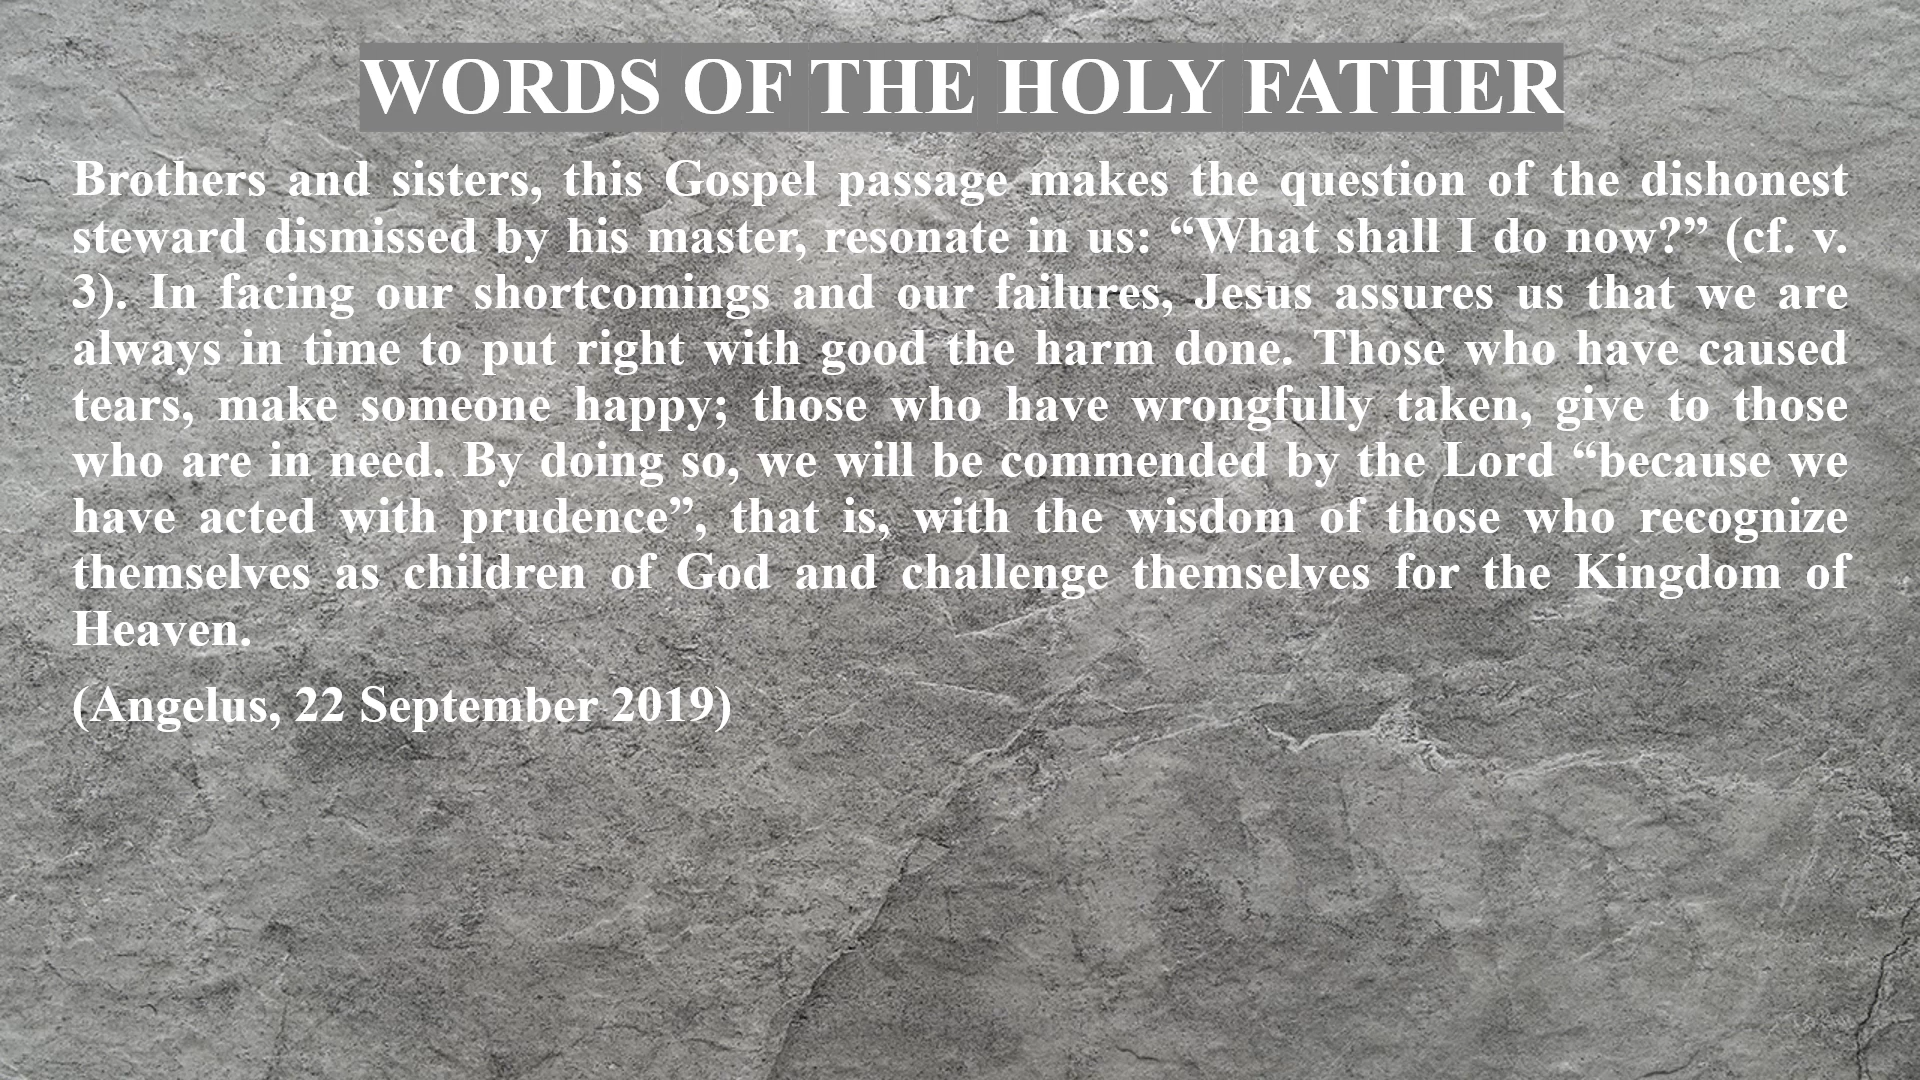 WORDS OF THE HOLY FATHER
Brothers and sisters, this Gospel passage makes the question of the dishonest
steward dismissed by his master, resonate in us: “What shall I do now?” (cf. v.
3). In facing our shortcomings and our failures, Jesus assures us that we are
always in time to put right with good the harm done. Those who have caused
tears, make someone happy; those who have wrongfully taken, give to those
who are in need. By doing so, we will be commended by the Lord “because we
have acted with prudence”, that is, with the wisdom of those who recognize
themselves as children of God and challenge themselves for the Kingdom of
Heaven.
(Angelus, 22 September 2019)